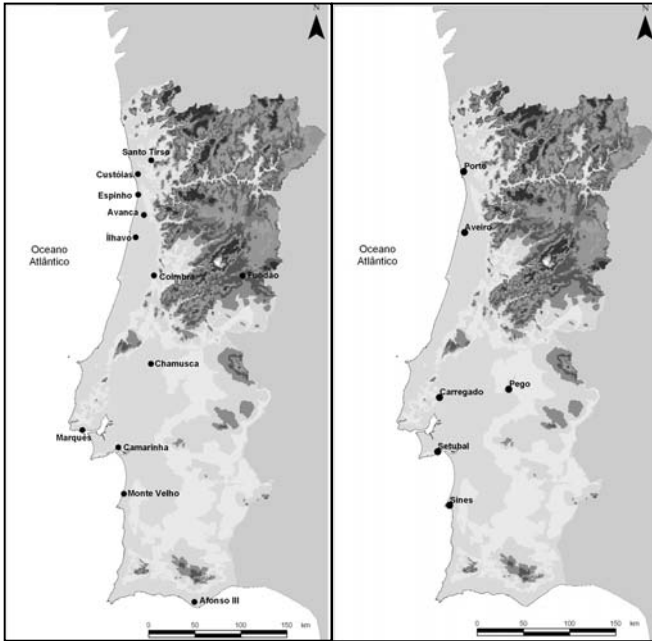 N
Santo Tirso
Custóias
Espinho
Avanca
Ílhavo
Oceano
Atlântico
Coimbra
Fundão
Chamusca
Marquês
Camarinha
Monte Velho
Afonso III
0 50 100 150 km
N
Porto
Aveiro
Oceano
Atlântico
Carregado
Pego
Setubal
Sines
0 50 100 150 km